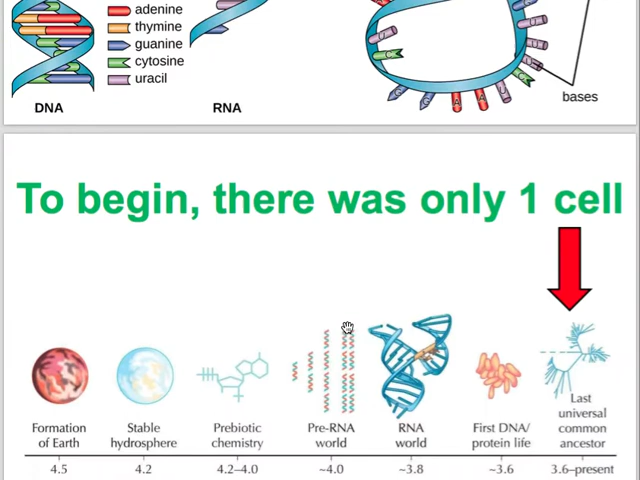 adenine
thymine
guanine
cytosine
uracil
DNA
RNA
bases
To begin, there was only 1 cell
Formation
of Earth
Stable
hydrosphere
Prebiotic
chemistry
Pre-RNA
world
RNA
world
First DNA/
protein life
Last
universal
common
ancestor
4.5
4.2
4.2–4.0
~4.0
~3.8
~3.6
3.6–present